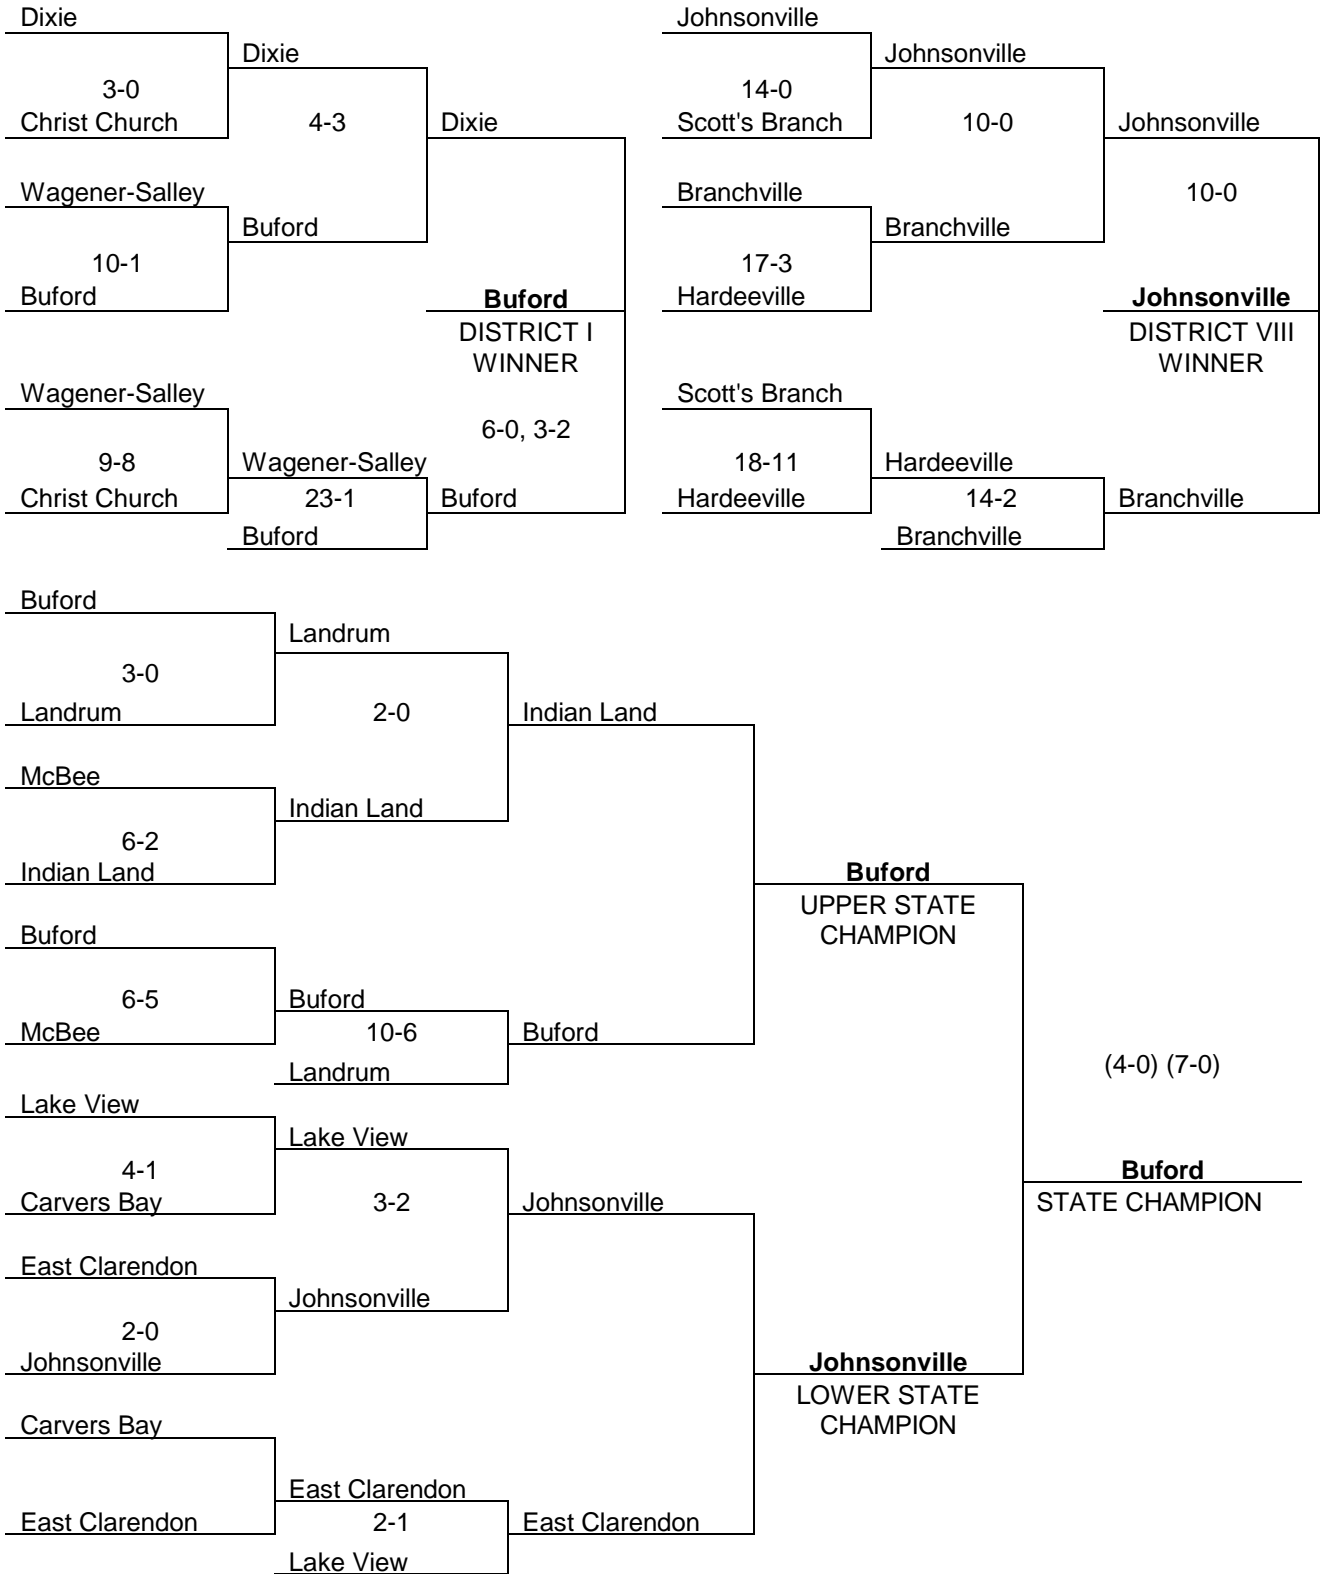 Dixie
Dixie
3-0
Christ Church
4-3
Dixie
Wagener-Salley
Buford
10-1
Buford
Buford
DISTRICT I
WINNER
Wagener-Salley
6-0, 3-2
9-8
Wagener-Salley
Christ Church
23-1
Buford
Buford
Johnsonville
Johnsonville
14-0
Scott's Branch
10-0
Johnsonville
Branchville
10-0
Branchville
17-3
Hardeeville
Johnsonville
DISTRICT VIII
WINNER
Scott's Branch
18-11
Hardeeville
Hardeeville
14-2
Branchville
Branchville
Buford
Landrum
3-0
Landrum
2-0
Indian Land
McBee
Indian Land
6-2
Indian Land
Buford
UPPER STATE
CHAMPION
Buford
6-5
Buford
McBee
10-6
Buford
Landrum
(4-0) (7-0)
Lake View
Lake View
4-1
Carvers Bay
3-2
Johnsonville
Buford
STATE CHAMPION
East Clarendon
Johnsonville
2-0
Johnsonville
Johnsonville
LOWER STATE
CHAMPION
Carvers Bay
East Clarendon
East Clarendon
2-1
East Clarendon
Lake View